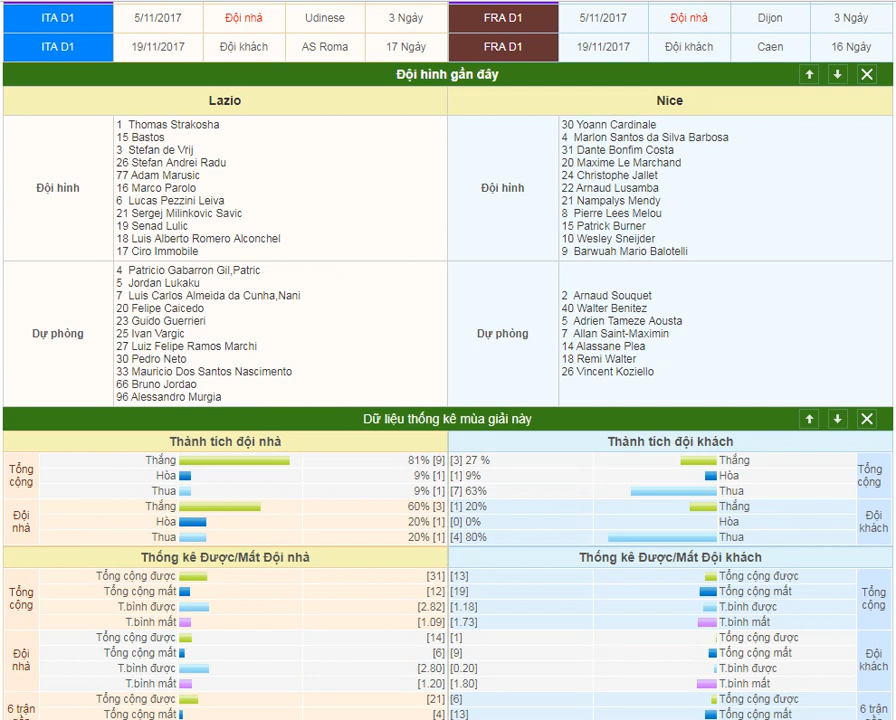 ITA D1 5/11/2017 Đội nhà Udinese 3 Ngày FRA D1 5/11/2017 Đội nhà Dijon 3 Ngày
ITA D1 19/11/2017 Đội khách AS Roma 17 Ngày FRA D1 19/11/2017 Đội khách Caen 16 Ngày
Đội hình gần đây
Lazio Nice
Đội hình
1 Thomas Strakosha
15 Bastos
3 Stefan de Vrij
26 Stefan Andrei Radu
77 Adam Marusic
16 Marco Parolo
6 Lucas Pezzini Leiva
21 Sergej Milinkovic Savic
19 Senad Lulic
18 Luis Alberto Romero Alconchel
17 Ciro Immobile
Đội hình
30 Yoann Cardinale
4 Marlon Santos da Silva Barbosa
31 Dante Bonfim Costa
20 Maxime Le Marchand
24 Christophe Jallet
22 Arnaud Lusamba
21 Nampalys Mendy
8 Pierre Lees Melou
15 Patrick Burner
10 Wesley Sneijder
9 Barwuah Mario Balotelli
Dự phòng
4 Patricio Gabarron Gil,Patric
5 Jordan Lukaku
7 Luis Carlos Almeida da Cunha,Nani
20 Felipe Caicedo
23 Guido Guerrieri
25 Ivan Vargic
27 Luiz Felipe Ramos Marchi
30 Pedro Neto
33 Mauricio Dos Santos Nascimento
66 Bruno Jordao
96 Alessandro Murgia
Dự phòng
2 Arnaud Souquet
40 Walter Benitez
5 Adrien Tameze Aousta
7 Allan Saint-Maximin
14 Alassane Plea
18 Remi Walter
26 Vincent Koziello
Dữ liệu thống kê mùa giải này
Thành tích đội nhà Thành tích đội khách
Tổng cộng
Thắng 81% [9] [3] 27 % Thắng
Hòa 9% [1] [1] 9% Hòa
Thua 9% [1] [7] 63% Thua
Tổng cộng
Đội nhà
Thắng 60% [3] [1] 20% Thắng
Hòa 20% [1] [0] 0% Hòa
Thua 20% [1] [4] 80% Thua
Đội khách
Thống kê Được/Mất Đội nhà Thống kê Được/Mất Đội khách
Tổng cộng
Tổng cộng được [31] [13] Tổng cộng được
Tổng cộng mất [12] [19] Tổng cộng mất
T.bình được [2.82] [1.18] T.bình được
T.bình mất [1.09] [1.73] T.bình mất
Tổng cộng
Đội nhà
Tổng cộng được [14] [1] Tổng cộng được
Tổng cộng mất [6] [9] Tổng cộng mất
T.bình được [2.80] [0.20] T.bình được
T.bình mất [1.20] [1.80] T.bình mất
Đội khách
6 trận
Tổng cộng được [21] [6] Tổng cộng được
Tổng cộng mất [4] [13] Tổng cộng mất
6 trận